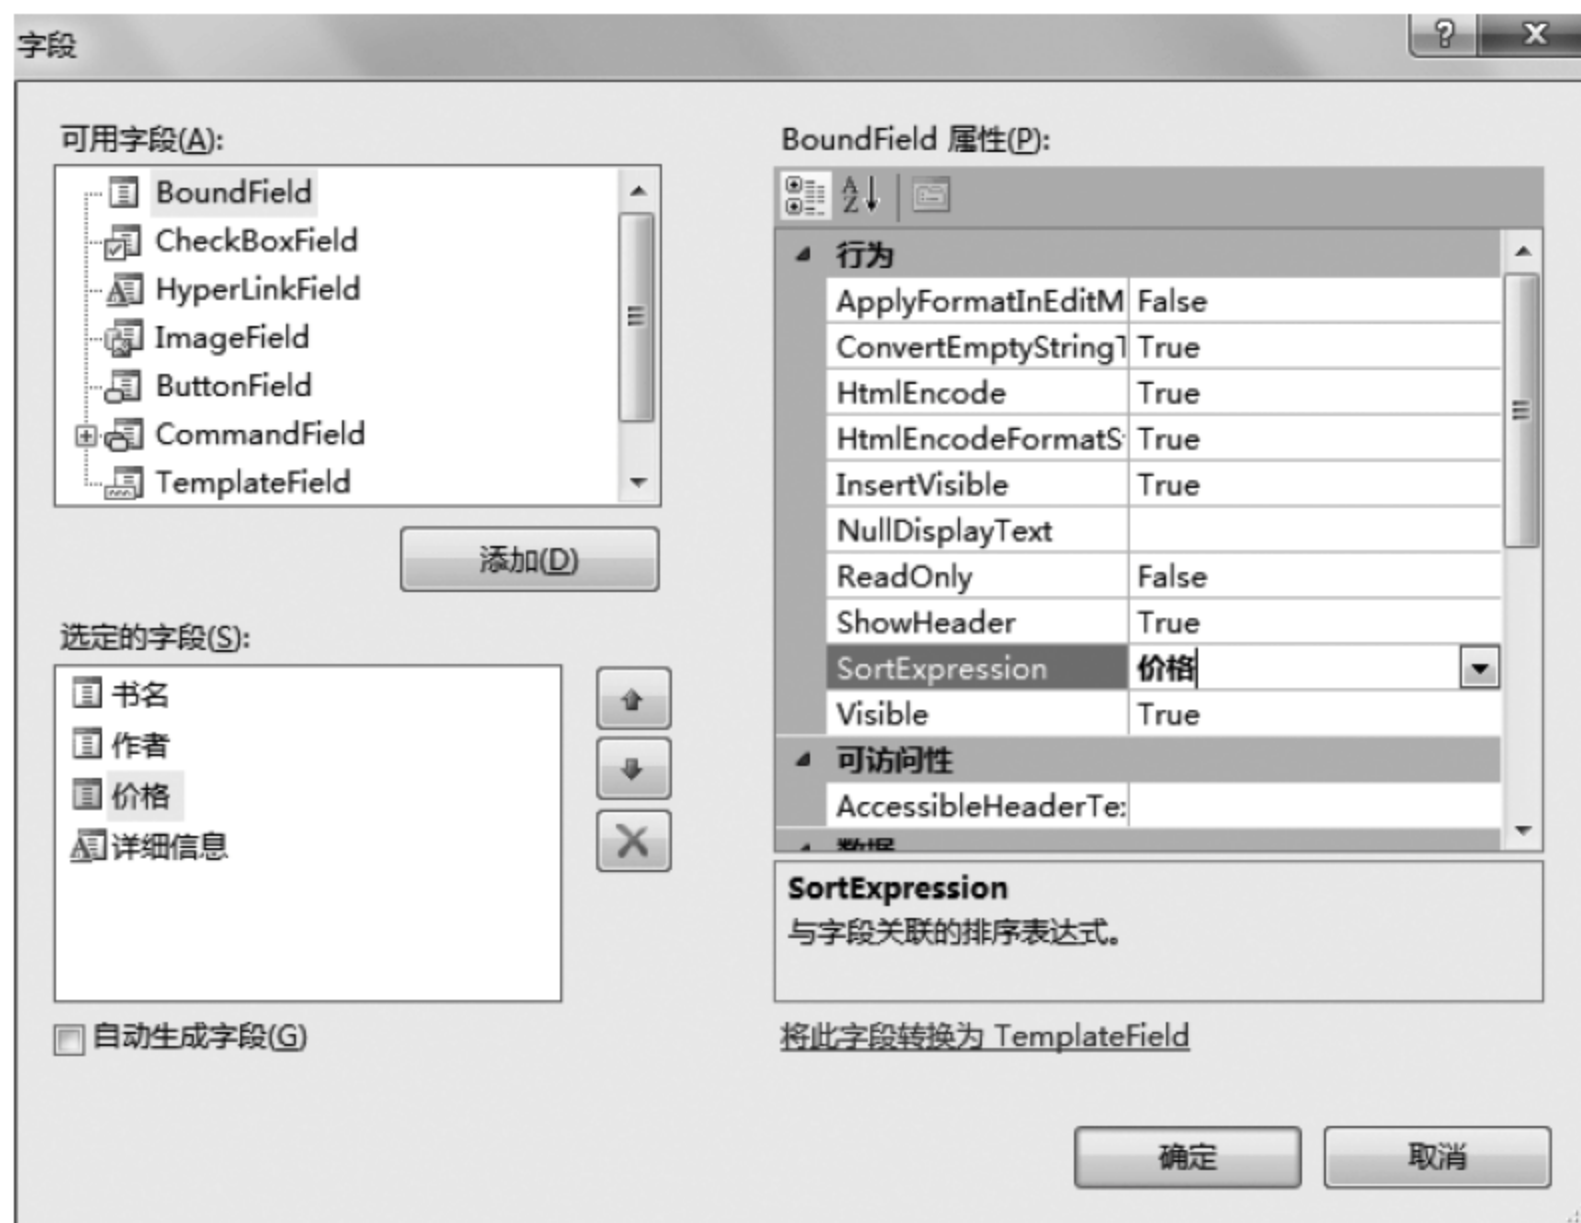 字段
可用字段(A):
BoundField
CheckBoxField
HyperLinkField
ImageField
ButtonField
CommandField
TemplateField
添加(D)
选定的字段(S):
书名
作者
价格
详细信息
自动生成字段(G)
BoundField 属性(P):
行为
ApplyFormatInEditM False
ConvertEmptyStringT True
HtmlEncode True
HtmlEncodeFormatS True
InsertVisible True
NullDisplayText
ReadOnly False
ShowHeader True
SortExpression 价格
Visible True
可访问性
AccessibleHeaderTe
数据
SortExpression
与字段关联的排序表达式。
将此字段转换为 TemplateField
确定 取消